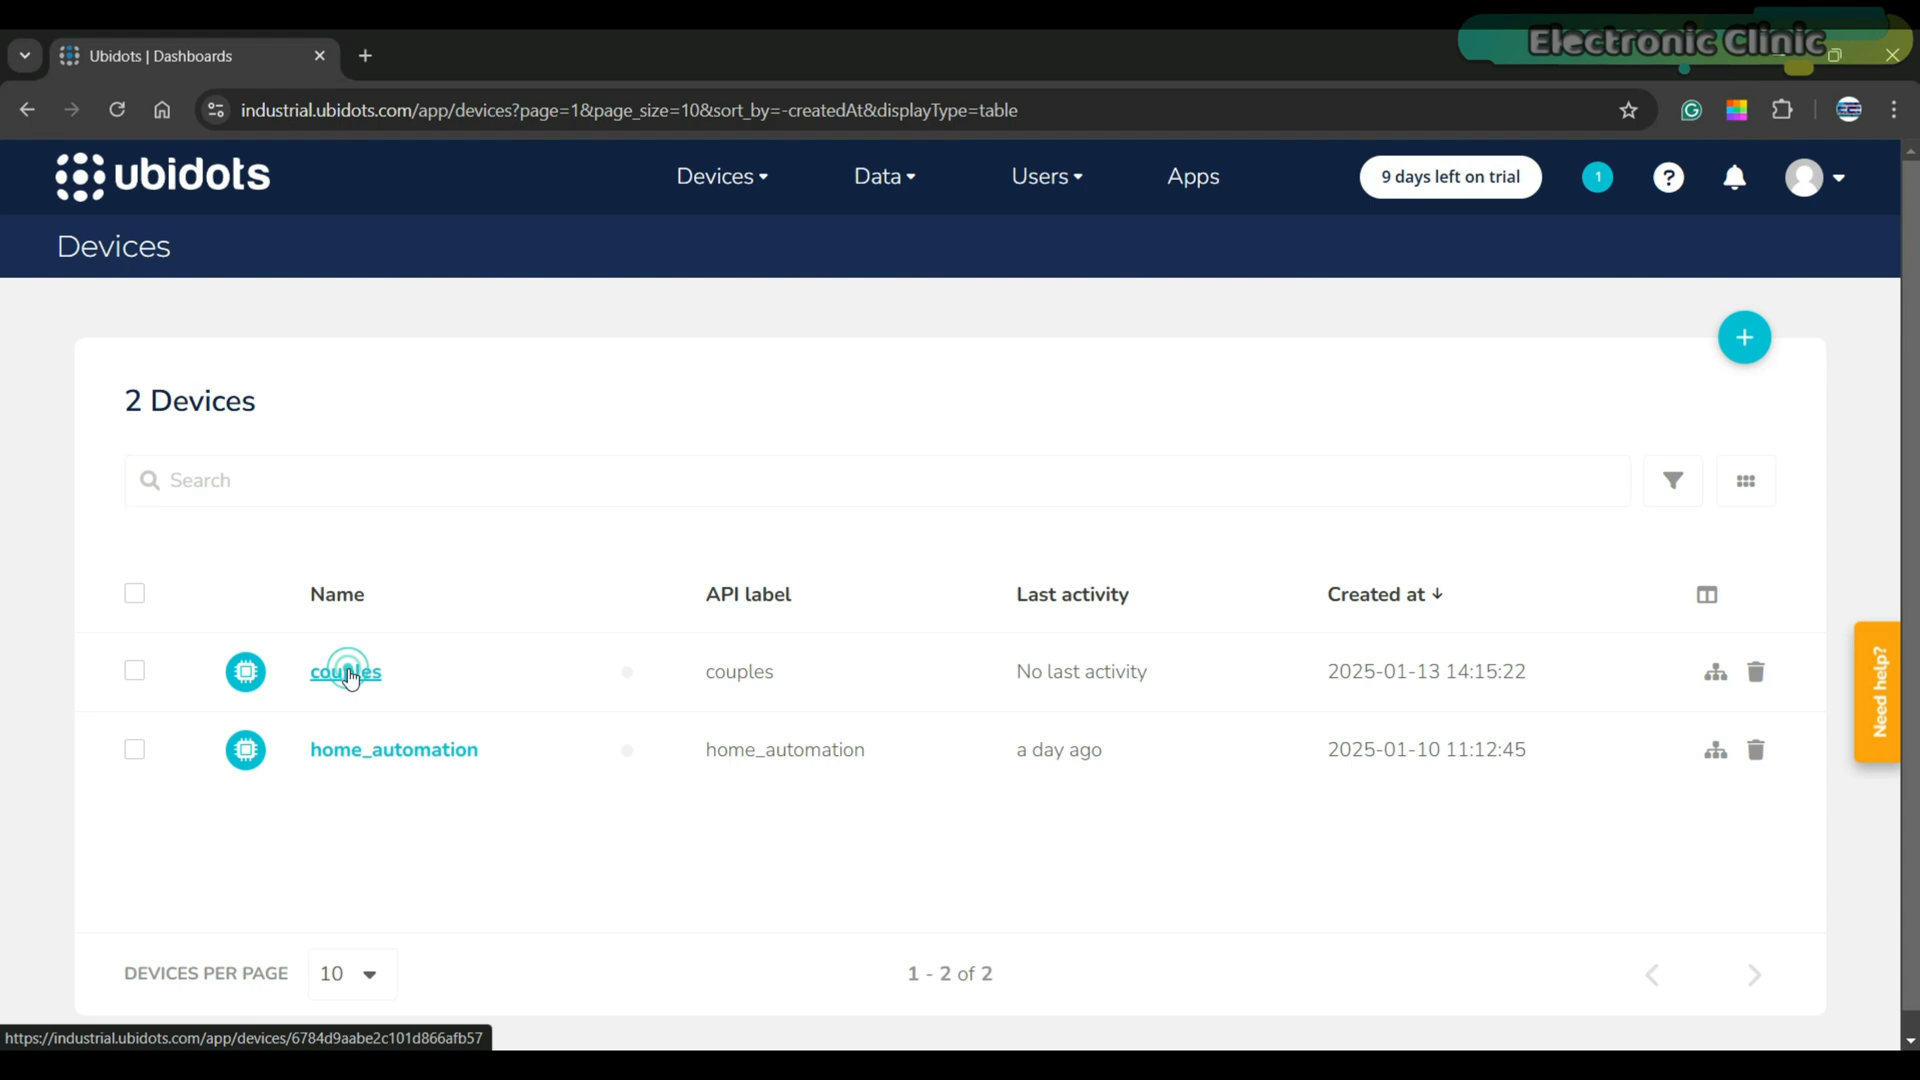 Electronic Clinic
Ubidots | Dashboards
industrial.ubidots.com/app/devices?page=1&page_size=10&sort_by=-createdAt&displayType=table
ubidots
Devices
Data
Users
Apps
9 days left on trial
1
?
Devices
2 Devices
Search
Name API label Last activity Created at
couples couples No last activity 2025-01-13 14:15:22
home_automation home_automation a day ago 2025-01-10 11:12:45
Need help?
DEVICES PER PAGE 10
1 - 2 of 2
https://industrial.ubidots.com/app/devices/6784d9aabe2c101d866afb57